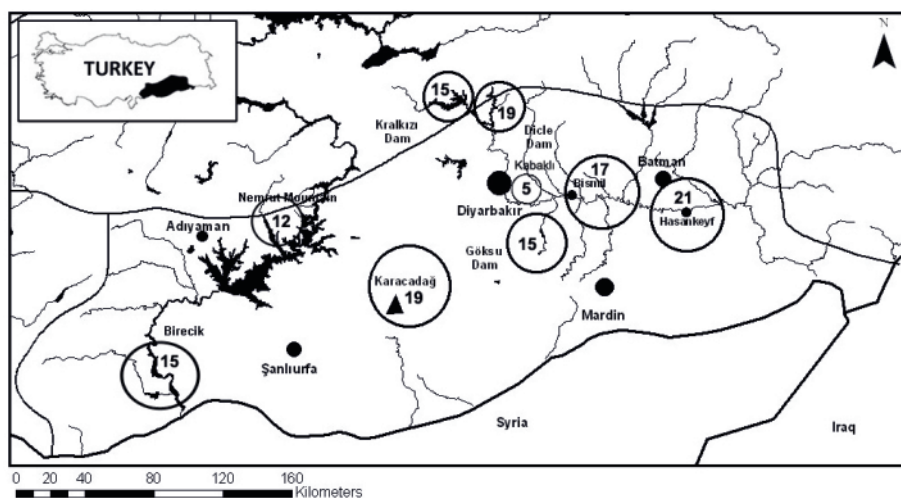 TURKEY
N
15
19
Kralkızı
Dam
Dicle
Dam
Kabaklı
5
17
Bismil
Batman
21
Hasankeyf
Diyarbakır
Nemrut Mountain
12
Adıyaman
15
Göksu
Dam
Karacadağ
19
Mardin
Birecik
15
Şanlıurfa
Syria
Iraq
0 20 40 80 120 160
Kilometers